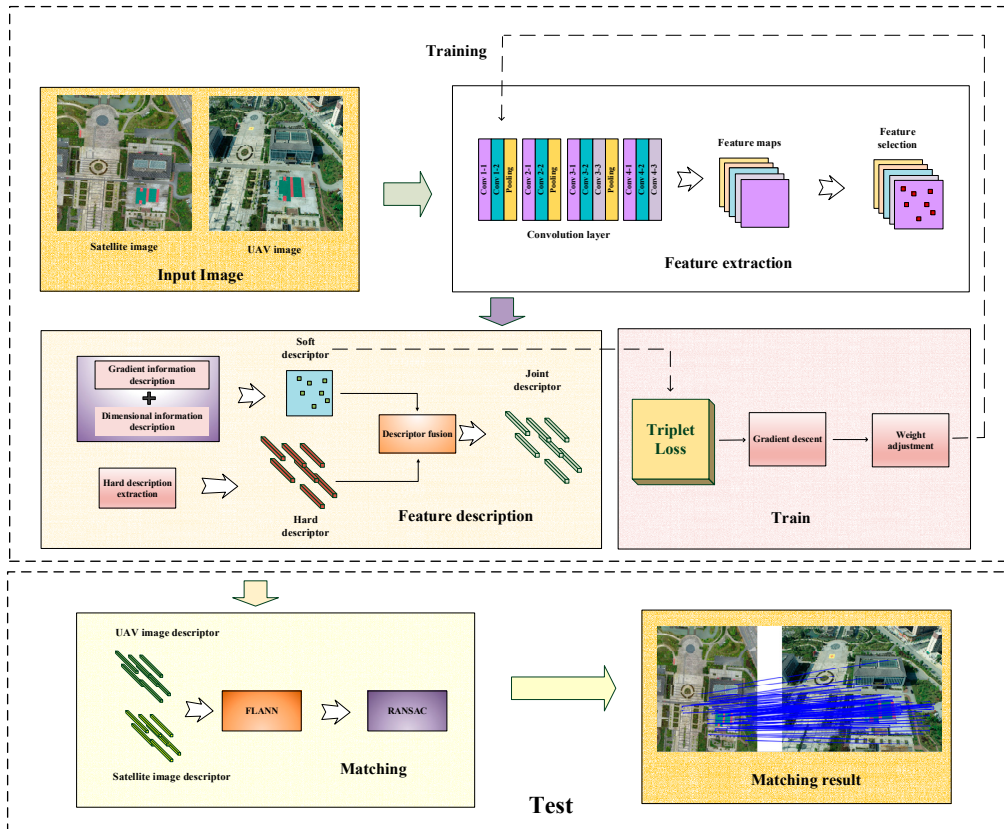 Training
Satellite image
UAV image
Input Image
Conv 1-1
Conv 1-2
Pooling
Conv 2-1
Conv 2-2
Pooling
Conv 3-1
Conv 3-2
Conv 3-3
Pooling
Conv 4-1
Conv 4-2
Conv 4-3
Convolution layer
Feature maps
Feature
selection
Feature extraction
Gradient information
description
Dimensional information
description
Soft
descriptor
Hard description
extraction
Hard
descriptor
Descriptor fusion
Joint
descriptor
Feature description
Triplet
Loss
Gradient descent
Weight
adjustment
Train
UAV image descriptor
Satellite image descriptor
FLANN
RANSAC
Matching
Matching result
Test